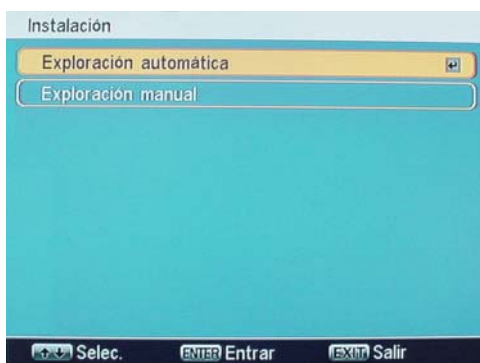 Instalación
Exploración automática
Exploración manual
Selec. ENTER Entrar EXIT Salir